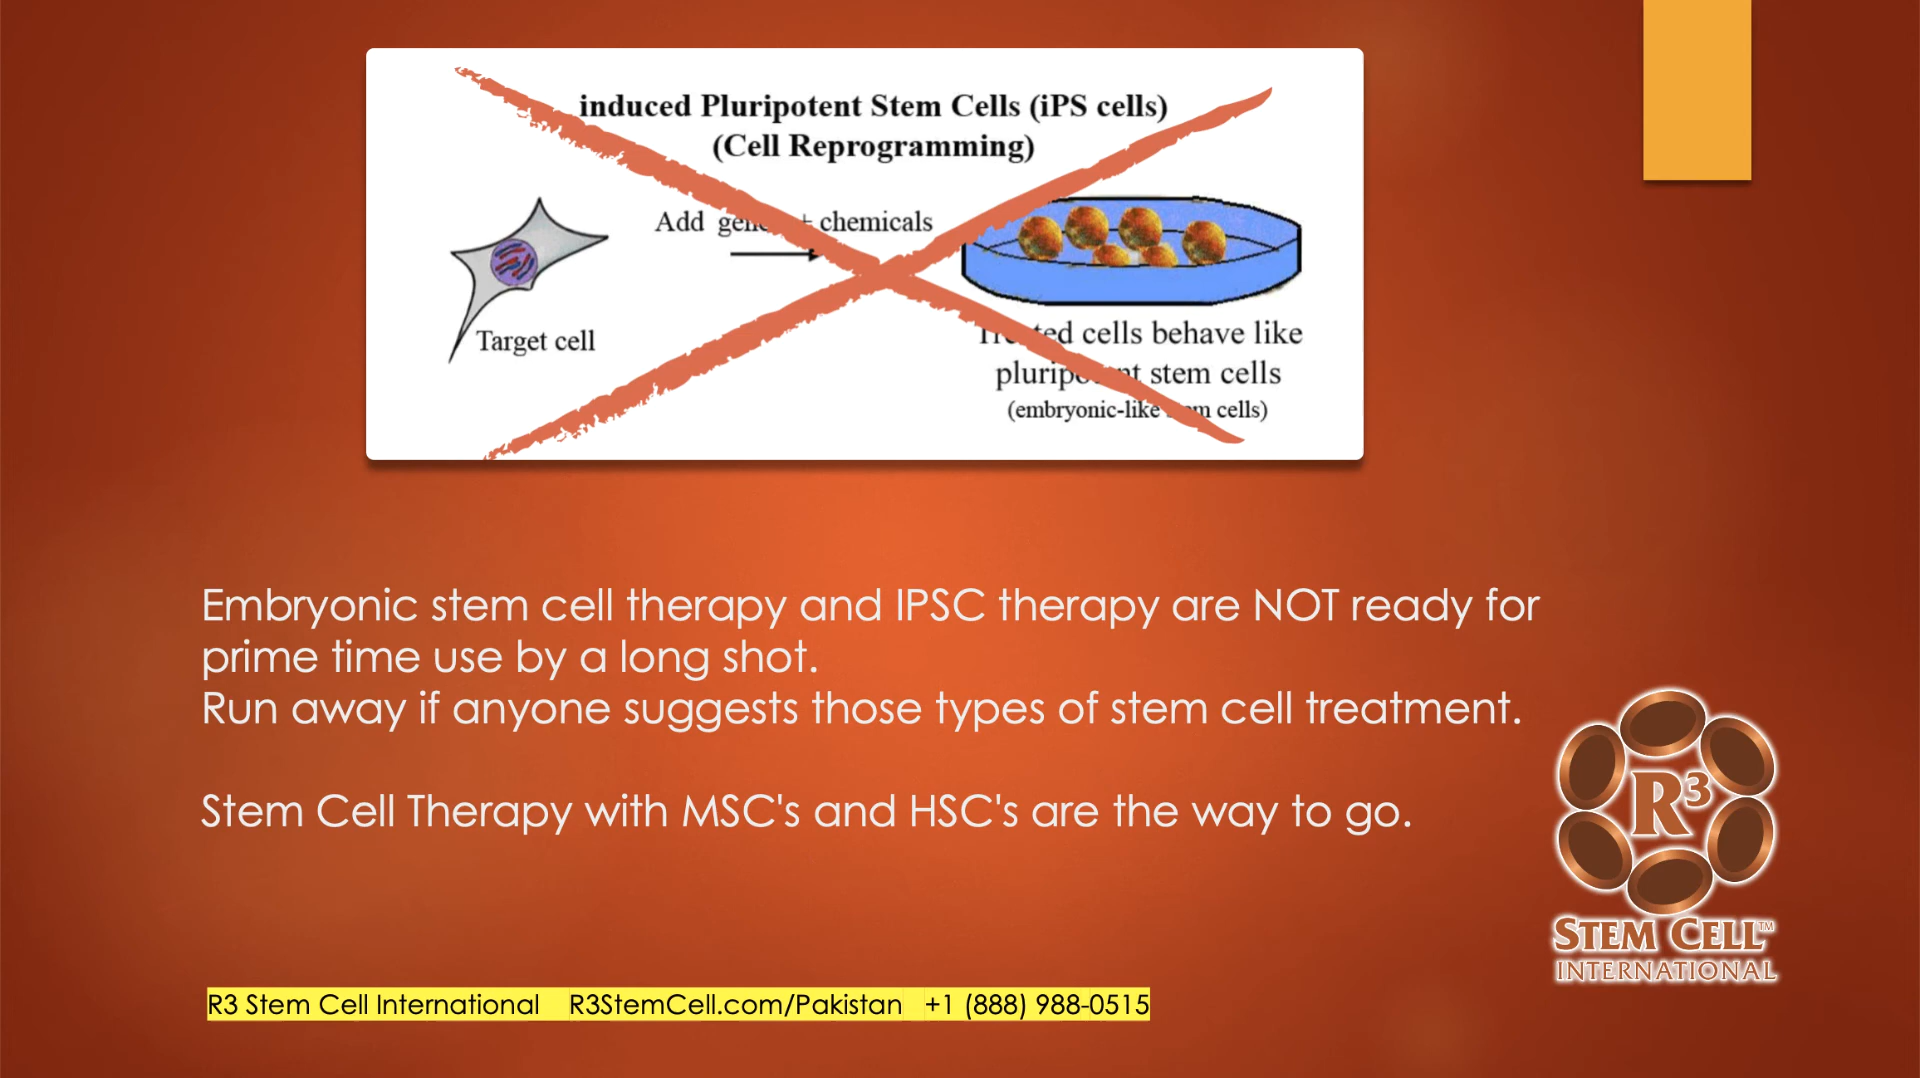 induced Pluripotent Stem Cells (iPS cells)
(Cell Reprogramming)
Add + chemicals
Target cell
cells behave like
stem cells
(embryonic-like cells)
Embryonic stem cell therapy and IPSC therapy are NOT ready for
prime time use by a long shot.
Run away if anyone suggests those types of stem cell treatment.
Stem Cell Therapy with MSC's and HSC's are the way to go.
R3
STEM CELL™
INTERNATIONAL
R3 Stem Cell International R3StemCell.com/Pakistan +1 (888) 988-0515